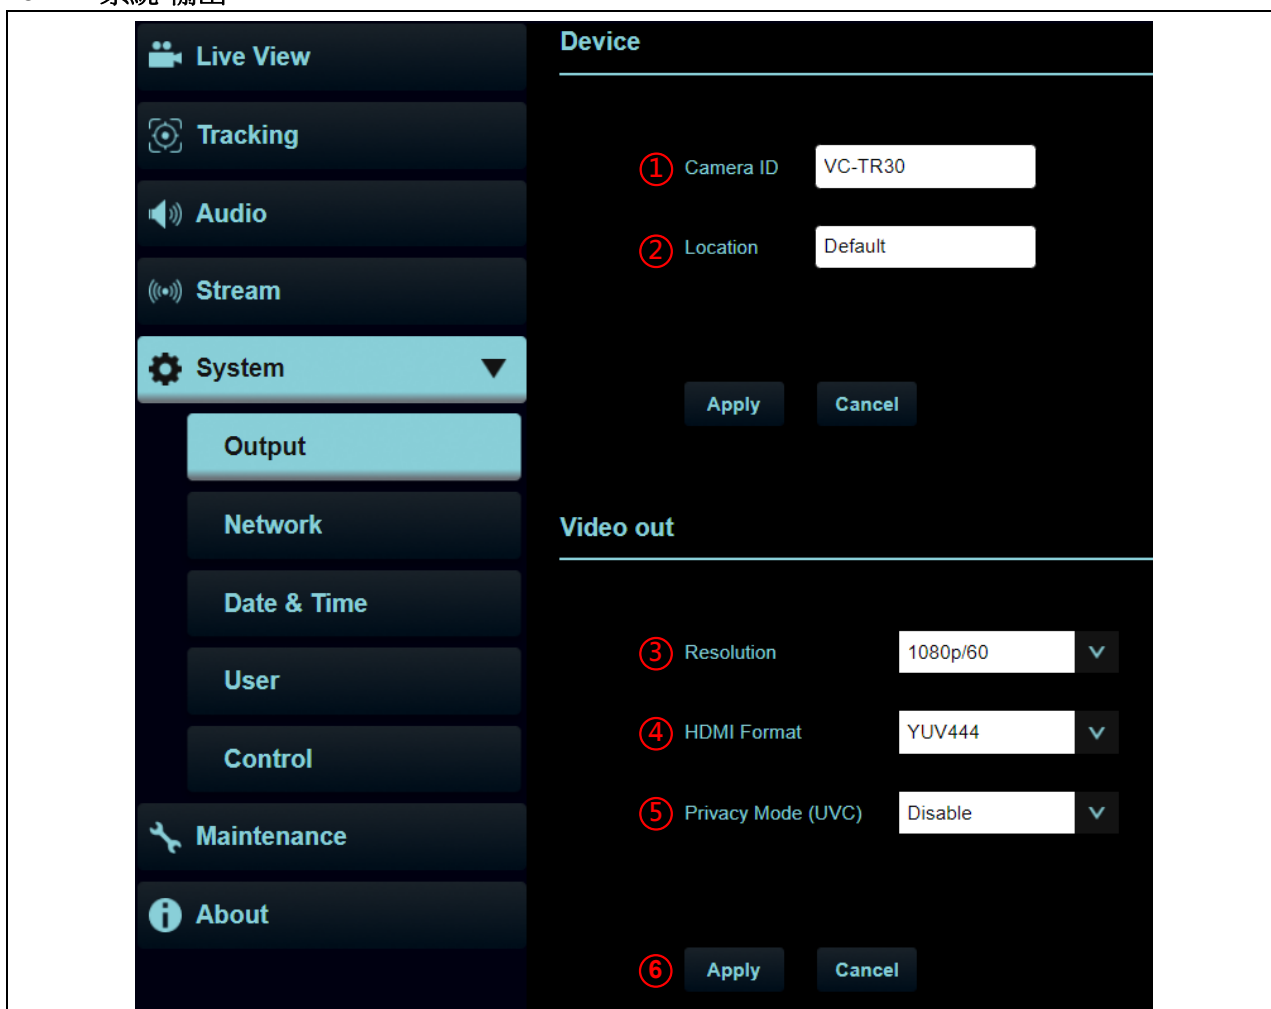 Live View
Tracking
Audio
Stream
System
Output
Network
Date & Time
User
Control
Maintenance
About
Device
① Camera ID VC-TR30
② Location Default
Apply Cancel
Video out
③ Resolution 1080p/60
④ HDMI Format YUV444
⑤ Privacy Mode (UVC) Disable
⑥ Apply Cancel